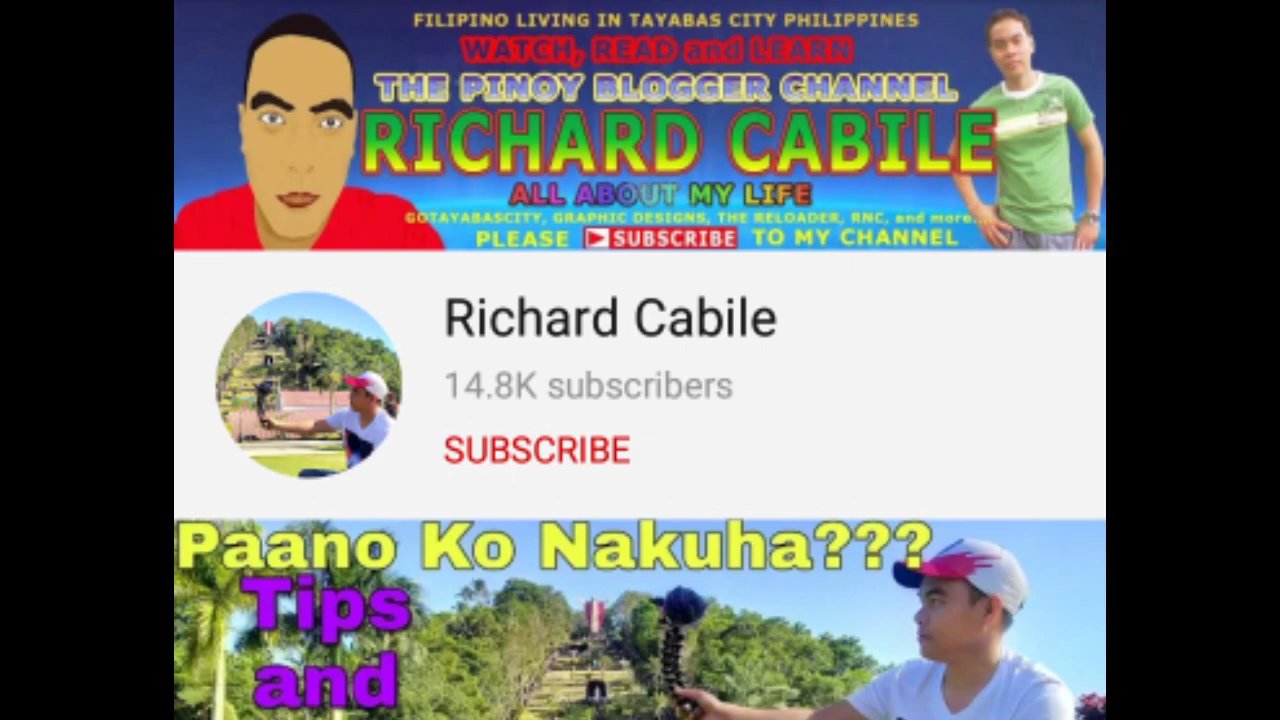 FILIPINO LIVING IN TAYABAS CITY PHILIPPINES
WATCH, READ and LEARN
THE PINOY BLOGGER CHANNEL
RICHARD CABILE
ALL ABOUT MY LIFE
GOTAYABASCITY, GRAPHIC DESIGNS, THE RELOADER, RNC, and more...
PLEASE SUBSCRIBE TO MY CHANNEL
Richard Cabile
14.8K subscribers
SUBSCRIBE
Paano Ko Nakuha???
Tips
and